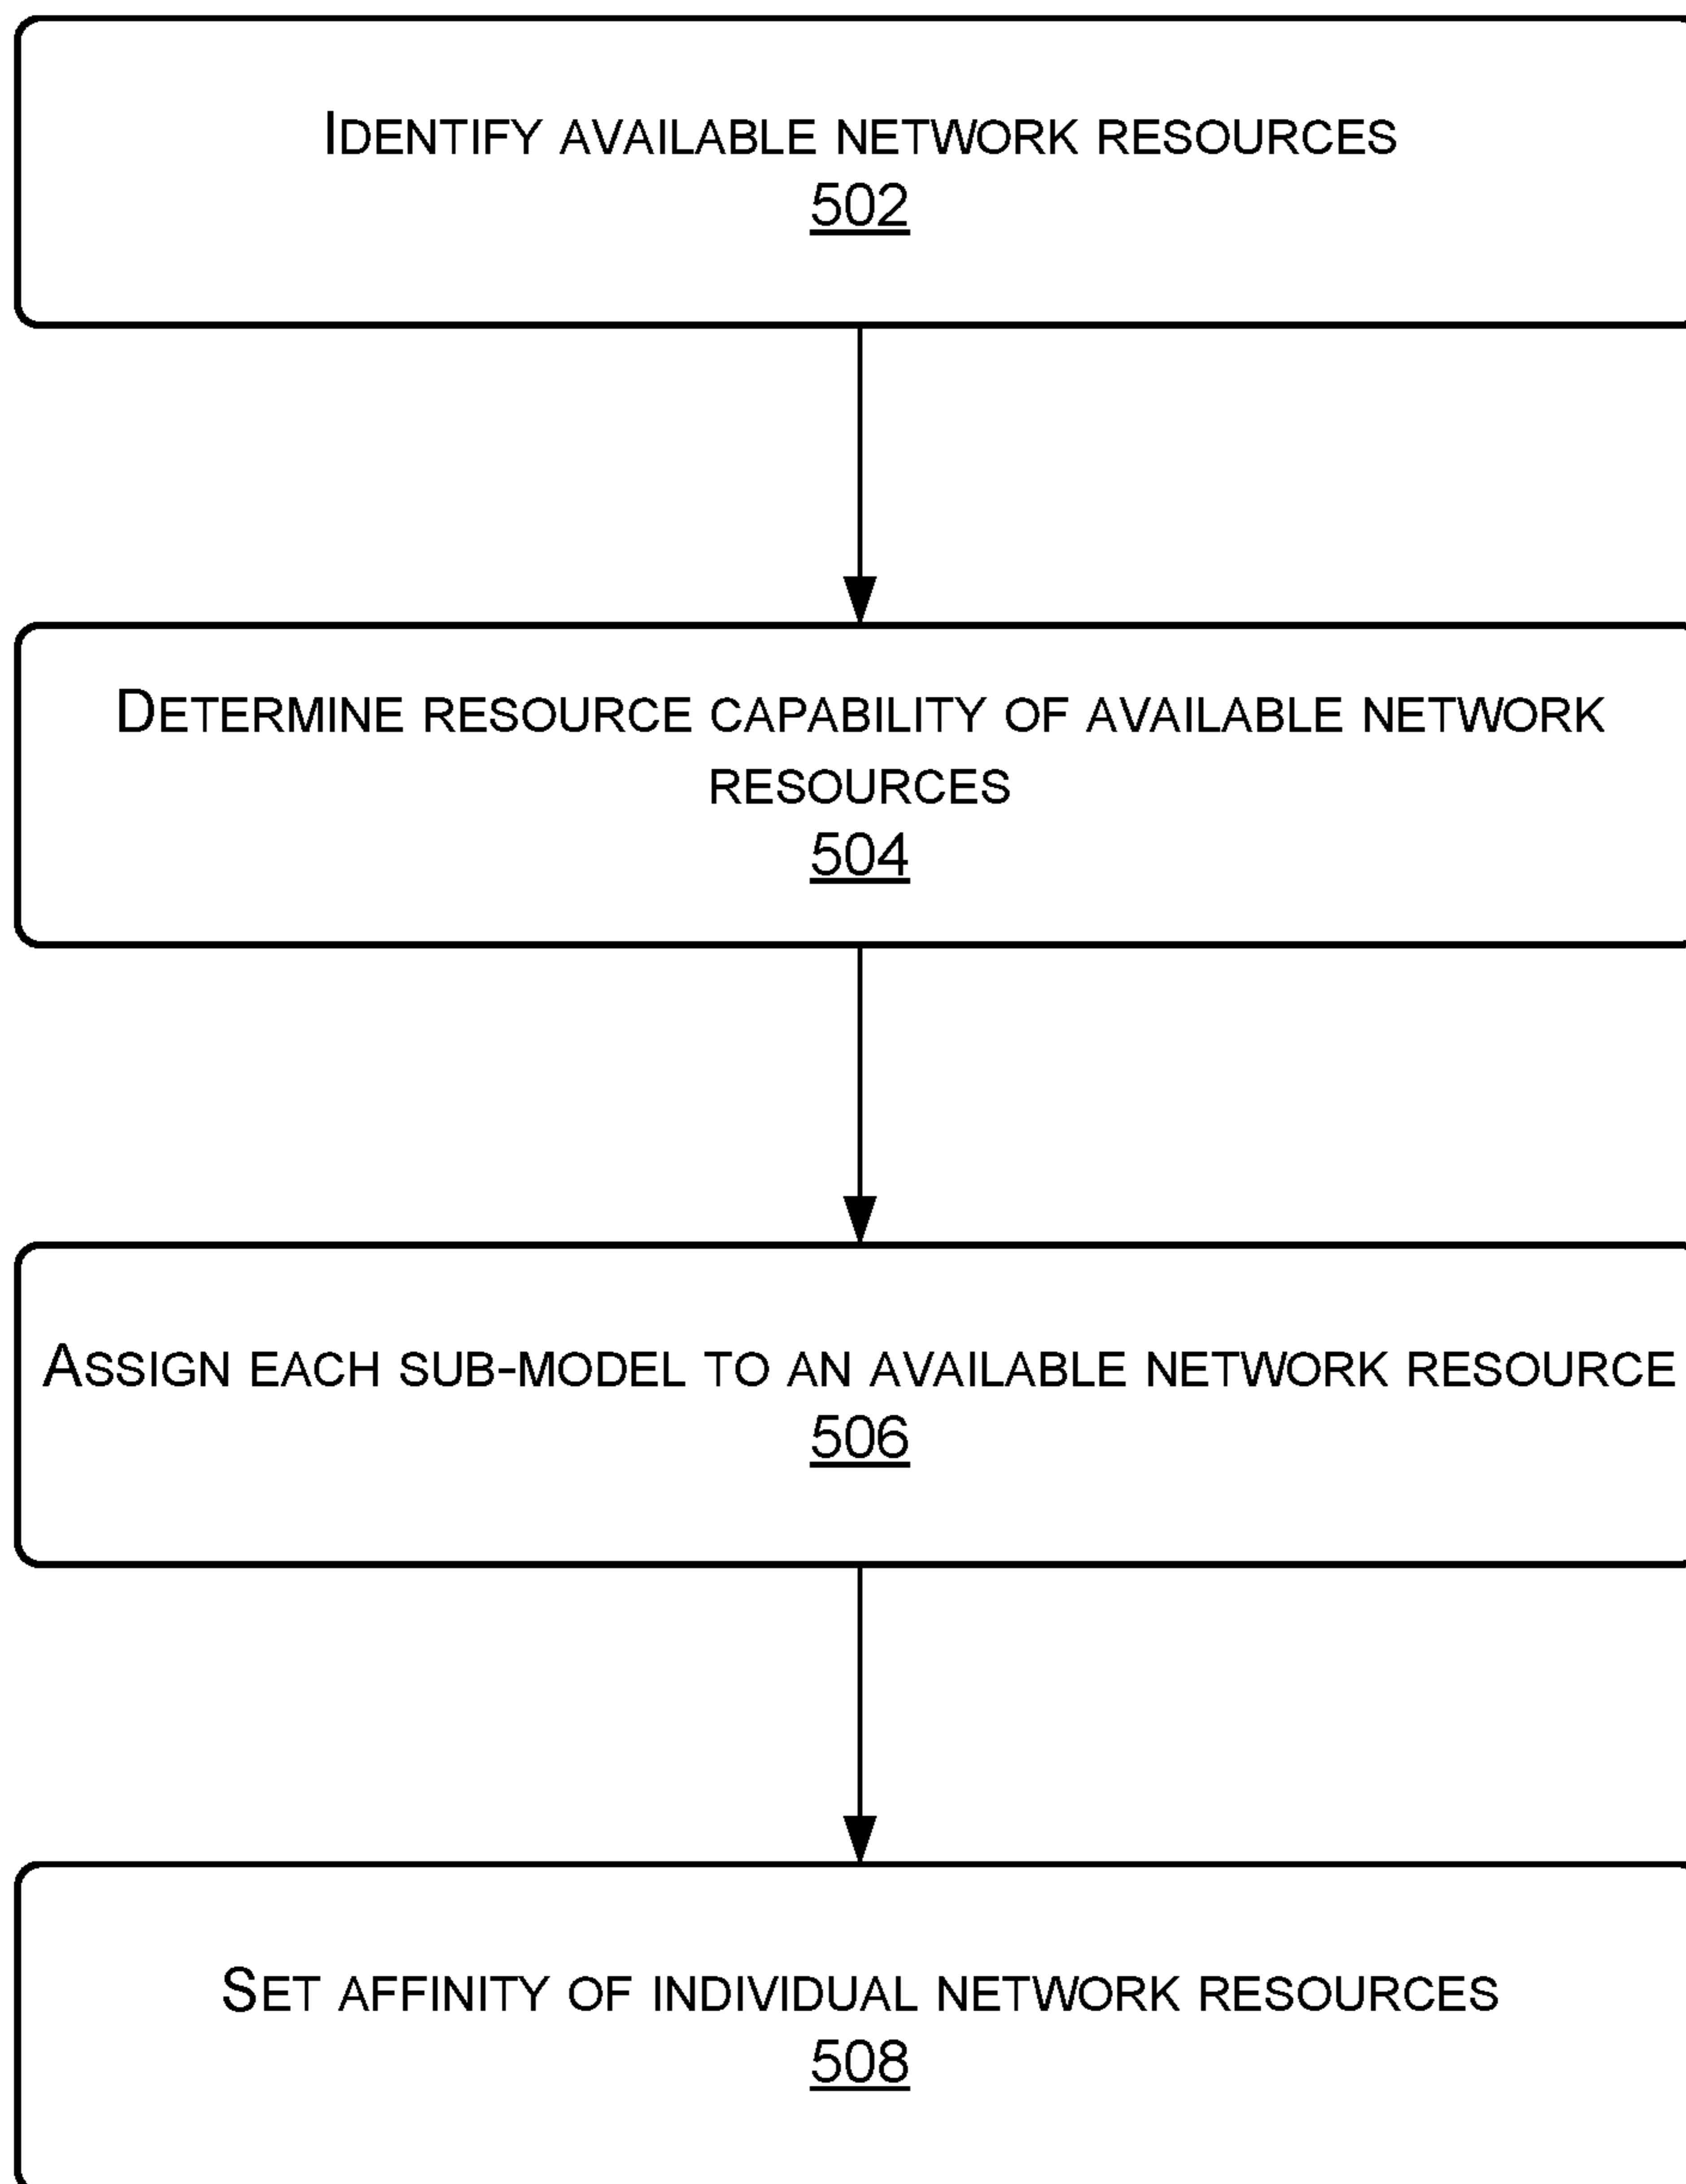 IDENTIFY AVAILABLE NETWORK RESOURCES
502
DETERMINE RESOURCE CAPABILITY OF AVAILABLE NETWORK
RESOURCES
504
ASSIGN EACH SUB-MODEL TO AN AVAILABLE NETWORK RESOURCE
506
SET AFFINITY OF INDIVIDUAL NETWORK RESOURCES
508